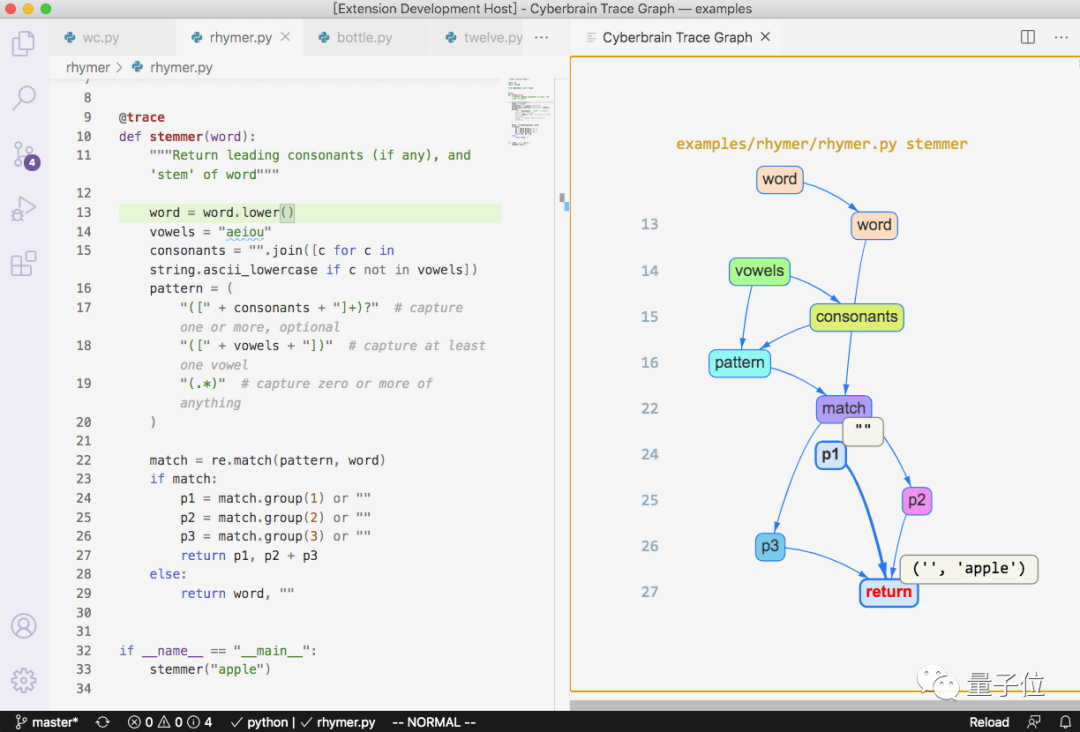 [Extension Development Host] - Cyberbrain Trace Graph — examples
wc.py
rhymer.py
bottle.py
twelve.py
Cyberbrain Trace Graph
rhymer > rhymer.py
7
8
9 @trace
10 def stemmer(word):
11 """Return leading consonants (if any), and
'stem' of word"""
12
13 word = word.lower()
14 vowels = "aeiou"
15 consonants = "".join([c for c in
string.ascii_lowercase if c not in vowels])
16 pattern = (
17 "([" + consonants + "]+)?" # capture
one or more, optional
18 "([" + vowels + "])" # capture at least
one vowel
19 "(.*)" # capture zero or more of
anything
20 )
21
22 match = re.match(pattern, word)
23 if match:
24 p1 = match.group(1) or ""
25 p2 = match.group(2) or ""
26 p3 = match.group(3) or ""
27 return p1, p2 + p3
28 else:
29 return word, ""
30
31
32 if __name__ == "__main__":
33 stemmer("apple")
34
4
examples/rhymer/rhymer.py stemmer
word
13 word
14 vowels
15 consonants
16 pattern
22 match
""
24 p1
25 p2
26 p3
('', 'apple')
27 return
量子位
master* 0 0 4 python | rhymer.py -- NORMAL -- Reload